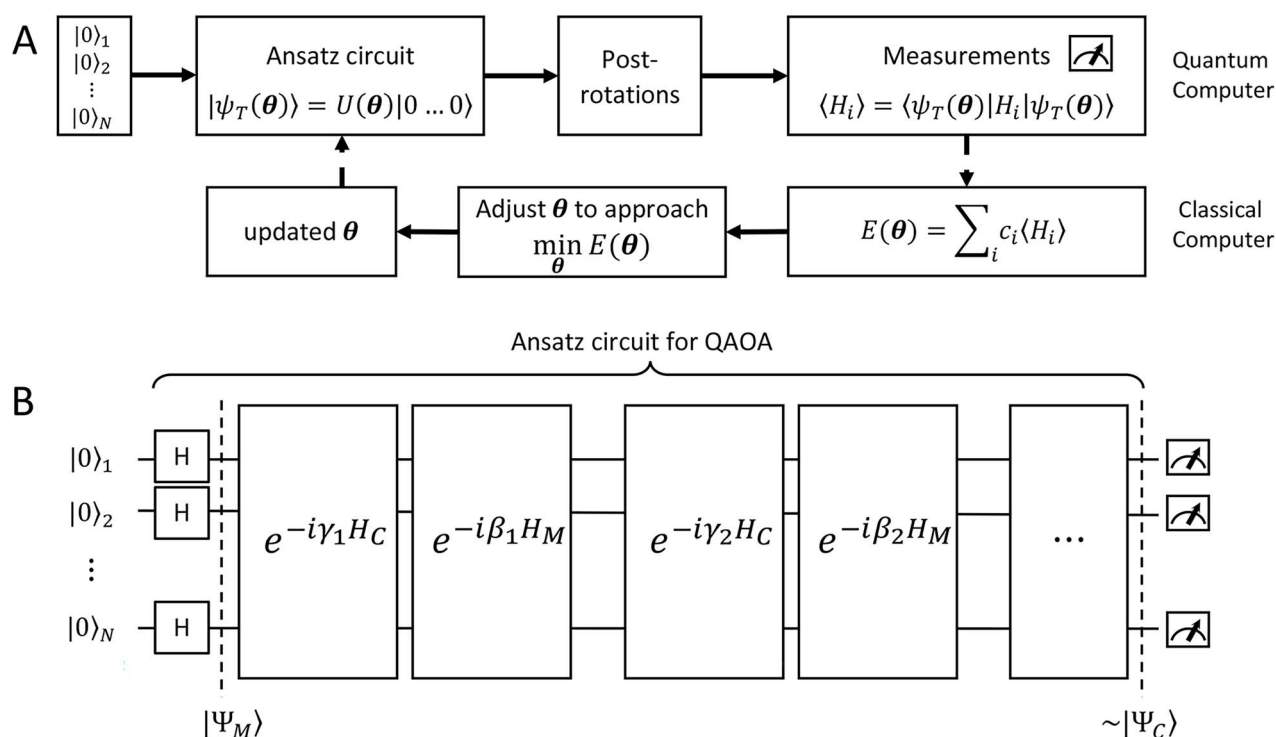 A
|0⟩₁
|0⟩₂
⋮
|0⟩_N
Ansatz circuit
|ψ_T(𝜽)⟩ = U(𝜽)|0 … 0⟩
Post-
rotations
Measurements
⟨H_i⟩ = ⟨ψ_T(𝜽)|H_i|ψ_T(𝜽)⟩
Quantum
Computer
updated 𝜽
Adjust 𝜽 to approach
min_𝜽 E(𝜽)
E(𝜽) = ∑_i c_i⟨H_i⟩
Classical
Computer
Ansatz circuit for QAOA
B
|0⟩₁ H
|0⟩₂ H
⋮
|0⟩_N H
e^{−iγ₁H_C} e^{−iβ₁H_M} e^{−iγ₂H_C} e^{−iβ₂H_M} …
|Ψ_M⟩ ~|Ψ_C⟩